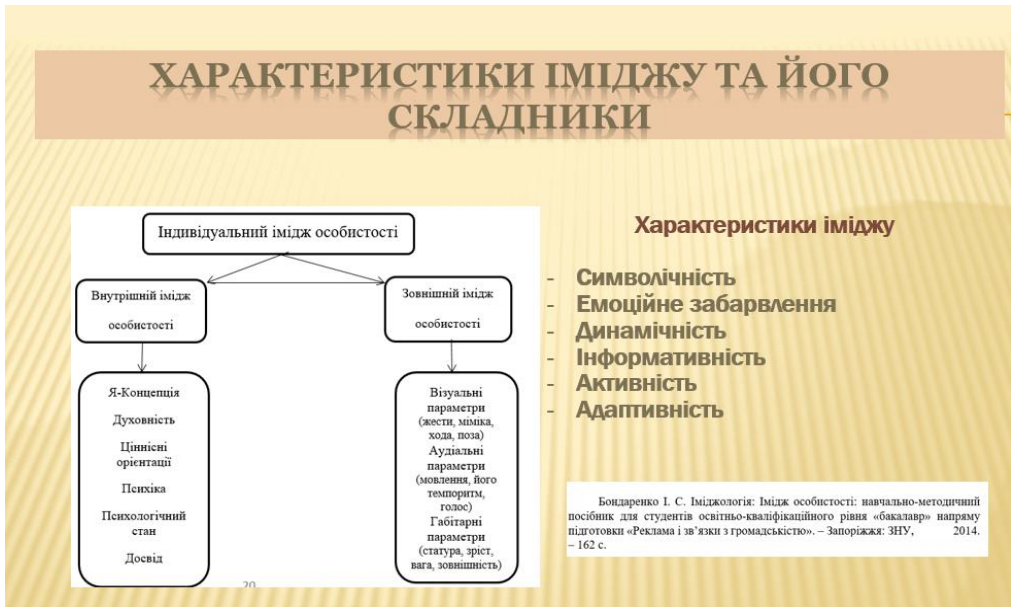 ХАРАКТЕРИСТИКИ ІМІДЖУ ТА ЙОГО
СКЛАДНИКИ
Індивідуальний імідж особистості
Внутрішній імідж
особистості
Я-Концепція
Духовність
Ціннісні
орієнтації
Психіка
Психологічний
стан
Досвід
Зовнішній імідж
особистості
Візуальні
параметри
(жести, міміка,
хода, поза)
Аудіальні
параметри
(мовлення, його
темпоритм,
голос)
Габітарні
параметри
(статура, зріст,
вага, зовнішність)
20
Характеристики іміджу
- Символічність
- Емоційне забарвлення
- Динамічність
- Інформативність
- Активність
- Адаптивність
Бондаренко І. С. Іміджологія: Імідж особистості: навчально-методичний
посібник для студентів освітньо-кваліфікаційного рівня «бакалавр» напряму
підготовки «Реклама і зв’язки з громадськістю». – Запоріжжя: ЗНУ, 2014.
– 162 с.